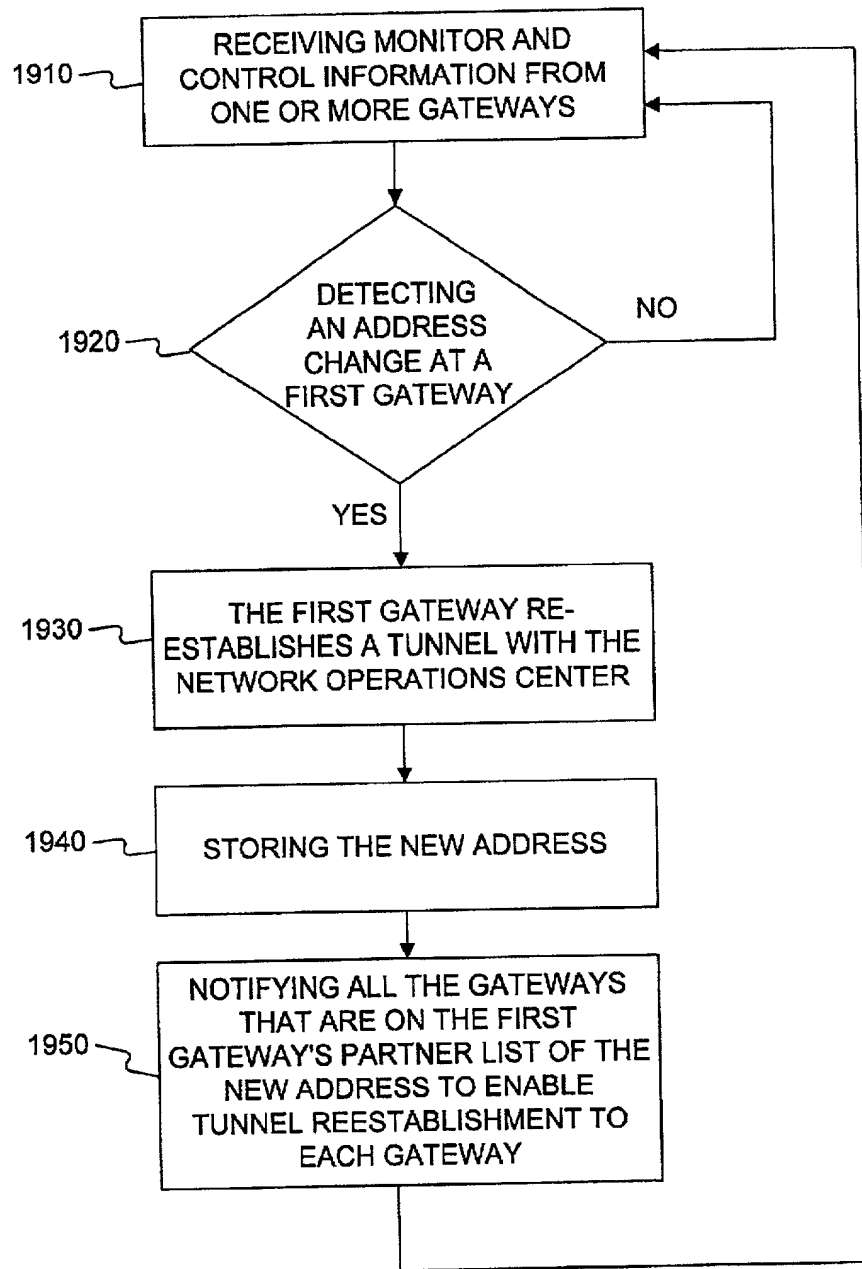 1910
RECEIVING MONITOR AND
CONTROL INFORMATION FROM
ONE OR MORE GATEWAYS
1920
DETECTING
AN ADDRESS
CHANGE AT A
FIRST GATEWAY
NO
YES
1930
THE FIRST GATEWAY RE-
ESTABLISHES A TUNNEL WITH THE
NETWORK OPERATIONS CENTER
1940
STORING THE NEW ADDRESS
1950
NOTIFYING ALL THE GATEWAYS
THAT ARE ON THE FIRST
GATEWAY'S PARTNER LIST OF THE
NEW ADDRESS TO ENABLE
TUNNEL REESTABLISHMENT TO
EACH GATEWAY